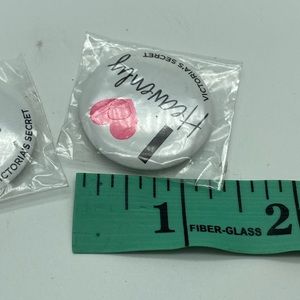 I
Heavenly
VICTORIA'S SECRET
VICTORIA'S SECRET
1
FIBER-GLASS
2